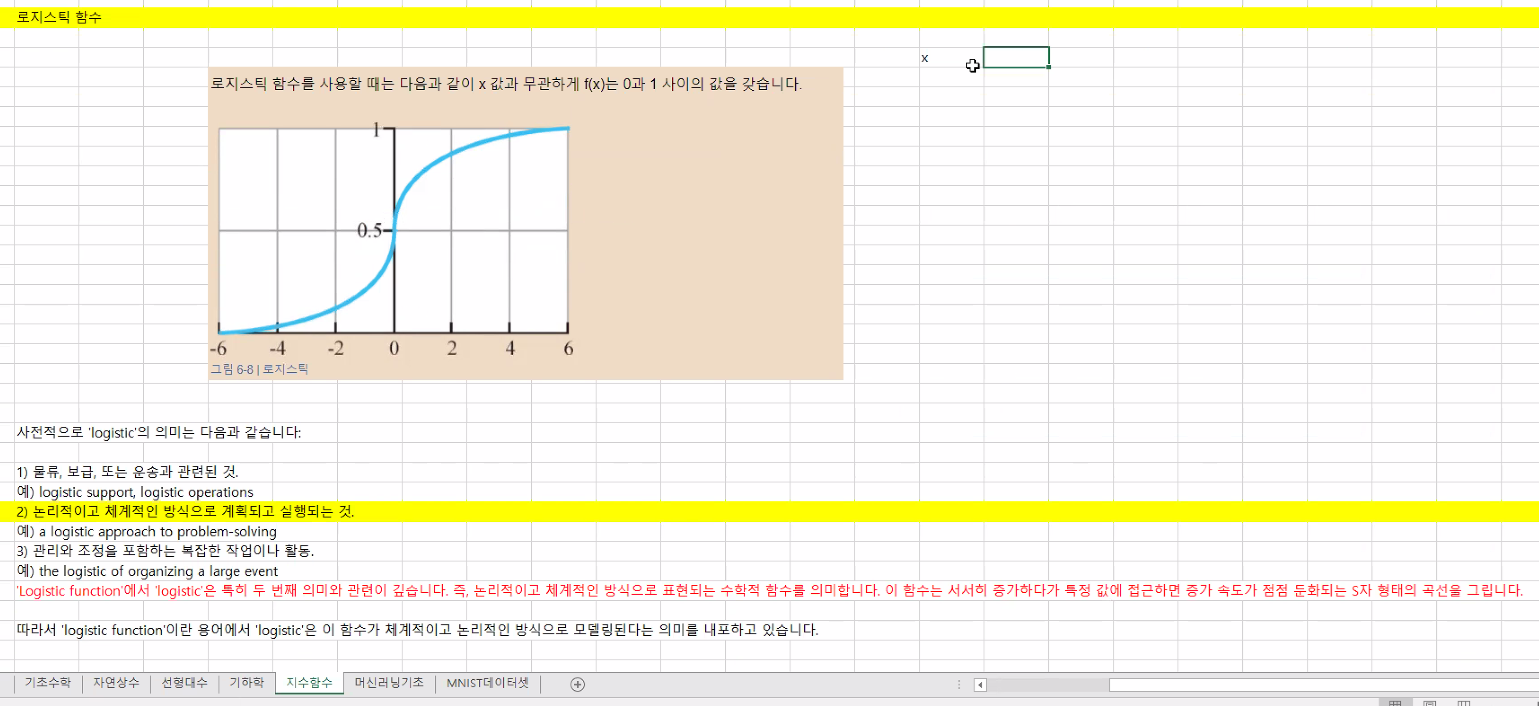 로지스틱 함수
x
로지스틱 함수를 사용할 때는 다음과 같이 x 값과 무관하게 f(x)는 0과 1 사이의 값을 갖습니다.
1
0.5
-6 -4 -2 0 2 4 6
그림 6-8 | 로지스틱
사전적으로 'logistic'의 의미는 다음과 같습니다:
1) 물류, 보급, 또는 운송과 관련된 것.
예) logistic support, logistic operations
2) 논리적이고 체계적인 방식으로 계획되고 실행되는 것.
예) a logistic approach to problem-solving
3) 관리와 조정을 포함하는 복잡한 작업이나 활동.
예) the logistic of organizing a large event
'Logistic function'에서 'logistic'은 특히 두 번째 의미와 관련이 깊습니다. 즉, 논리적이고 체계적인 방식으로 표현되는 수학적 함수를 의미합니다. 이 함수는 서서히 증가하다가 특정 값에 접근하면 증가 속도가 점점 둔화되는 S자 형태의 곡선을 그립니다.
따라서 'logistic function'이란 용어에서 'logistic'은 이 함수가 체계적이고 논리적인 방식으로 모델링된다는 의미를 내포하고 있습니다.
기초수학 자연상수 선형대수 기하학 지수함수 머신러닝기초 MNIST데이터셋